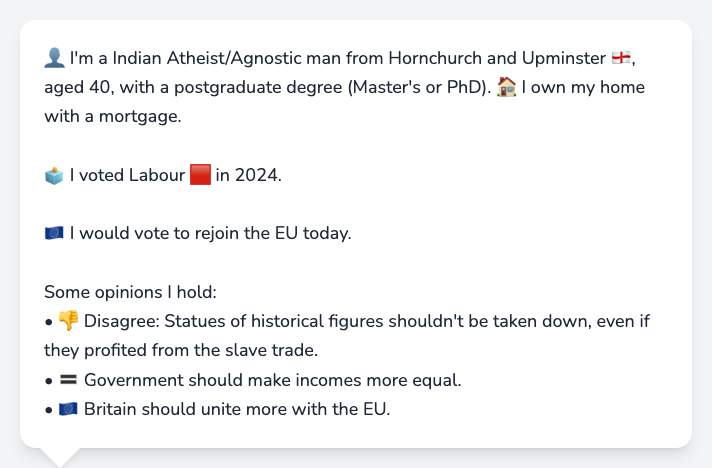 👤 I'm a Indian Atheist/Agnostic man from Hornchurch and Upminster 🏴󠁧󠁢󠁥󠁮󠁧󠁿,
aged 40, with a postgraduate degree (Master's or PhD). 🏠 I own my home
with a mortgage.
🗳️ I voted Labour 🟥 in 2024.
🇪🇺 I would vote to rejoin the EU today.
Some opinions I hold:
• 👎 Disagree: Statues of historical figures shouldn't be taken down, even if
they profited from the slave trade.
• 🟰 Government should make incomes more equal.
• 🇪🇺 Britain should unite more with the EU.